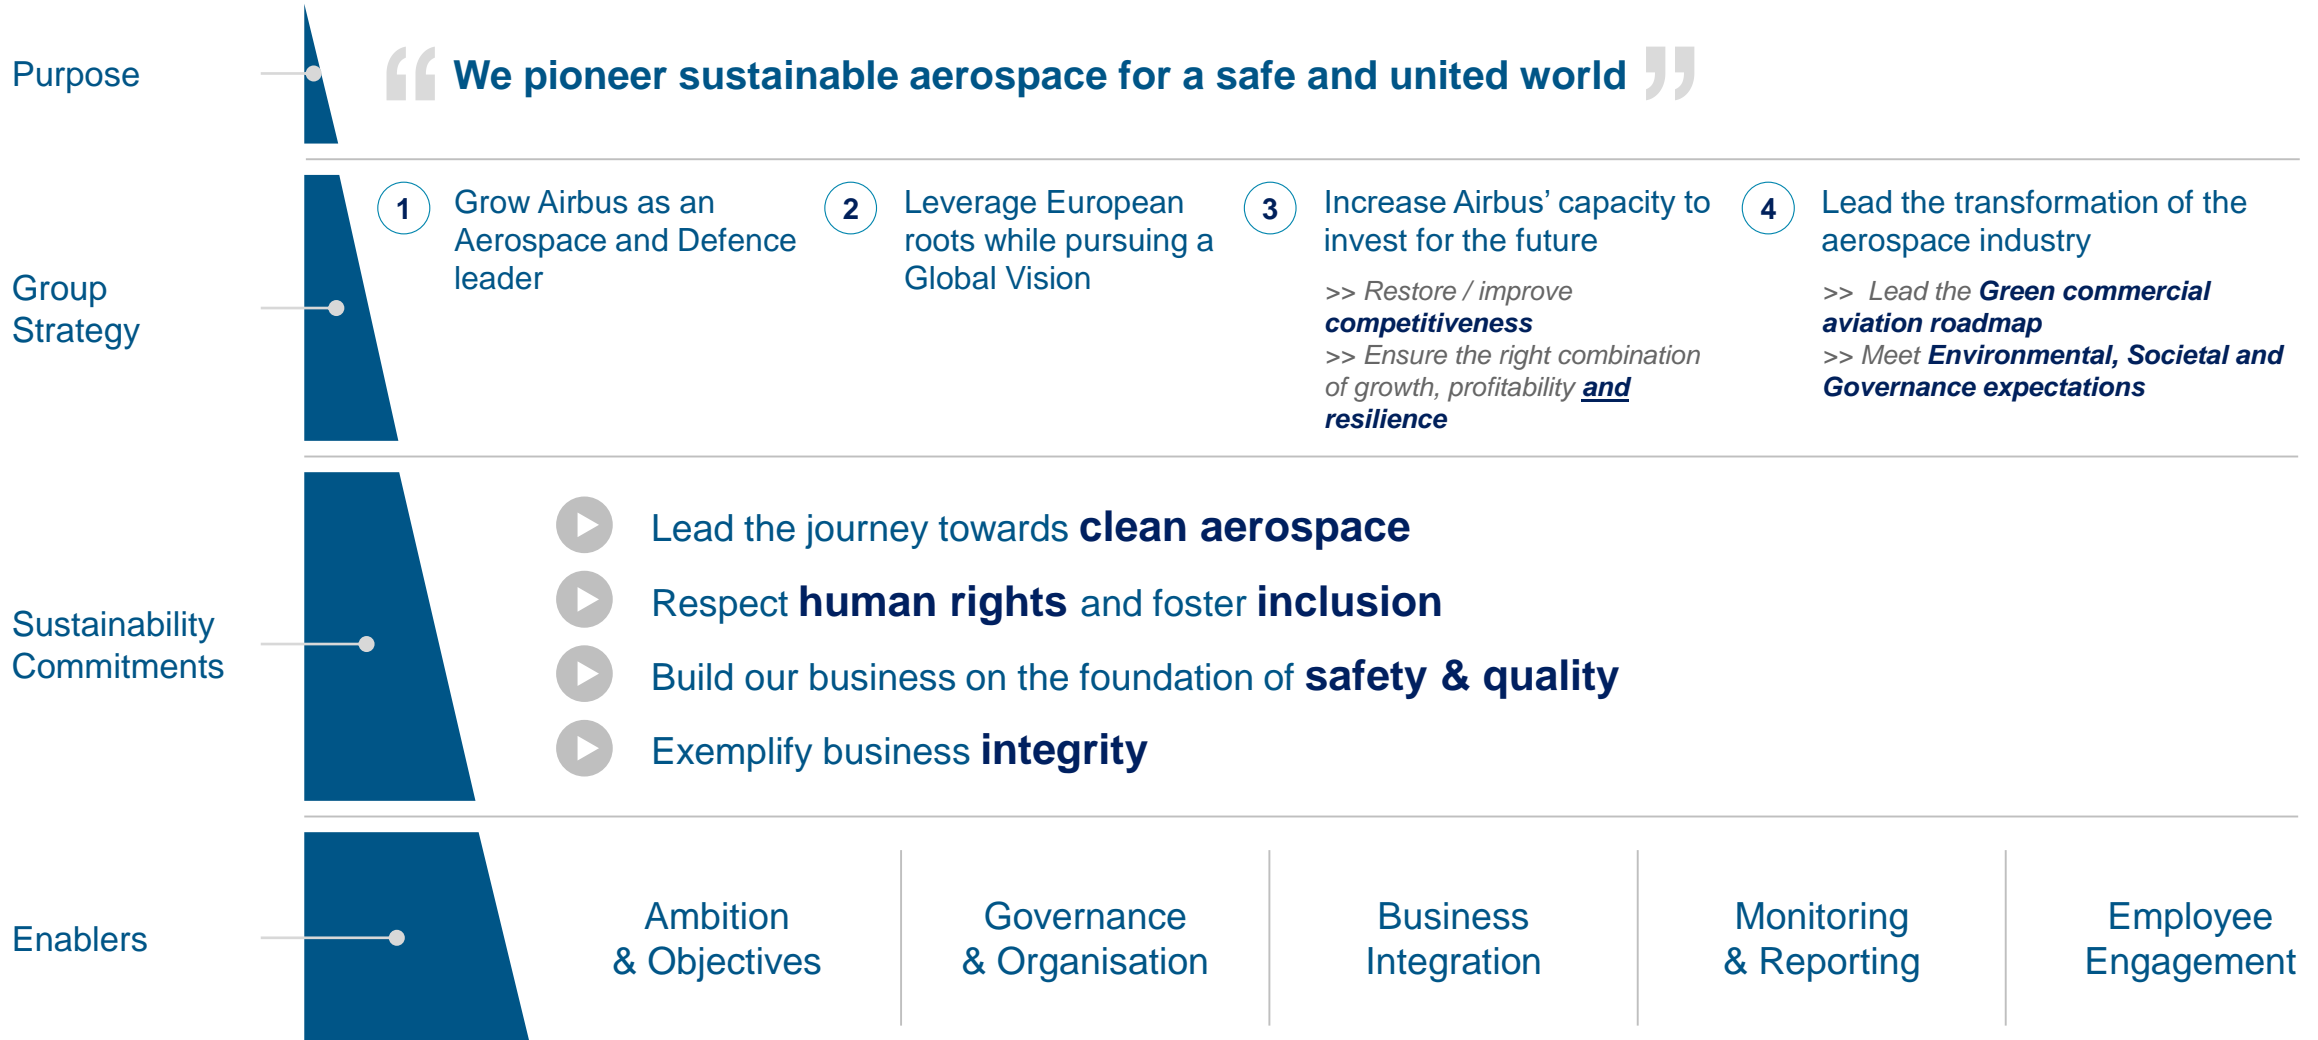 Purpose
“ We pioneer sustainable aerospace for a safe and united world ”
Group
Strategy
1
Grow Airbus as an
Aerospace and Defence
leader
2
Leverage European
roots while pursuing a
Global Vision
3
Increase Airbus’ capacity to
invest for the future
>> Restore / improve
competitiveness
>> Ensure the right combination
of growth, profitability and
resilience
4
Lead the transformation of the
aerospace industry
>> Lead the Green commercial
aviation roadmap
>> Meet Environmental, Societal and
Governance expectations
Sustainability
Commitments
Lead the journey towards clean aerospace
Respect human rights and foster inclusion
Build our business on the foundation of safety & quality
Exemplify business integrity
Enablers
Ambition
& Objectives
Governance
& Organisation
Business
Integration
Monitoring
& Reporting
Employee
Engagement